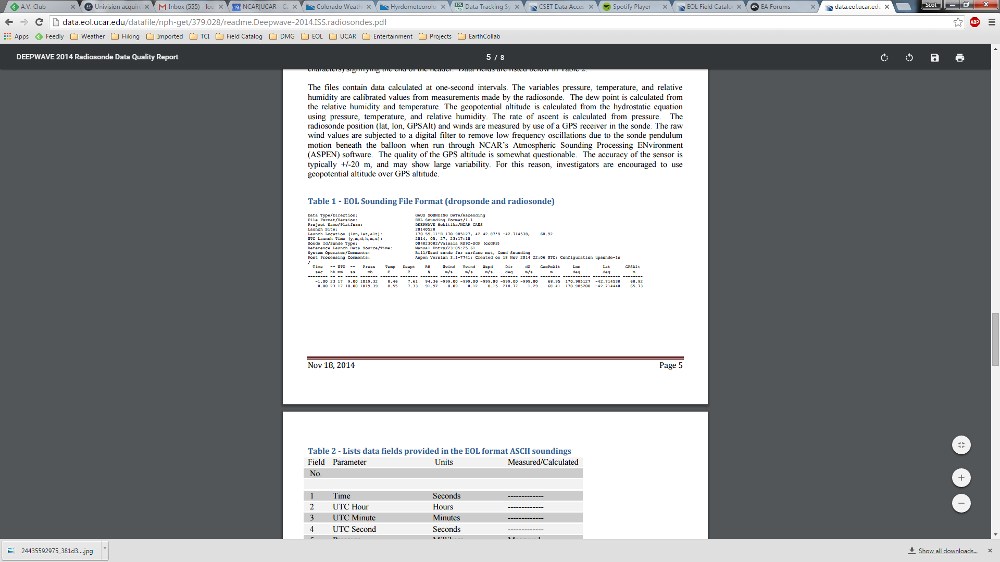 A.V. Club
Univision acquir
Inbox (555) - loe
19 NCAR|UCAR - Ca
Colorado Weath
Hyrdometeorolo
EOL DMG Data Tracking Sy
CSET Data Acces
Spotify Player
EOL Field Catalo
EA Forums
data.eol.ucar.edu
Scot
data.eol.ucar.edu/datafile/nph-get/379.028/readme.Deepwave-2014.ISS.radiosondes.pdf
ABP
Apps Feedly Weather Hiking Imported TCI Field Catalog DMG EOL UCAR Entertainment Projects EarthCollab
DEEPWAVE 2014 Radiosonde Data Quality Report
5 / 8
characters) signifying the end of the header. Data fields are listed below in Table 2.
The files contain data calculated at one-second intervals. The variables pressure, temperature, and relative
humidity are calibrated values from measurements made by the radiosonde. The dew point is calculated from
the relative humidity and temperature. The geopotential altitude is calculated from the hydrostatic equation
using pressure, temperature, and relative humidity. The rate of ascent is calculated from pressure. The
radiosonde position (lat, lon, GPSAlt) and winds are measured by use of a GPS receiver in the sonde. The raw
wind values are subjected to a digital filter to remove low frequency oscillations due to the sonde pendulum
motion beneath the balloon when run through NCAR's Atmospheric Sounding Processing ENvironment
(ASPEN) software. The quality of the GPS altitude is somewhat questionable. The accuracy of the sensor is
typically +/-20 m, and may show large variability. For this reason, investigators are encouraged to use
geopotential altitude over GPS altitude.
Table 1 - EOL Sounding File Format (dropsonde and radiosonde)
Data Type/Direction: GAUS SOUNDING DATA/Ascending
File Format/Version: EOL Sounding Format/1.1
Project Name/Platform: DEEPWAVE Hokitika/NCAR GAUS
Launch Site: 20140528
Launch Location (lon,lat,alt): 170 59.11'E 170.985127, 42 42.87'S -42.714538, 68.92
UTC Launch Time (y,m,d,h,m,s): 2014, 05, 27, 23:17:10
Sonde Id/Sonde Type: 004823082/Vaisala RS92-SGP (ccGPS)
Reference Launch Data Source/Time: Manual Entry/23:05:25.61
System Operator/Comments: Bill/Used sonde for surface met, Good Sounding
Post Processing Comments: Aspen Version 3.1-7741; Created on 18 Nov 2014 22:06 UTC; Configuration upsonde-1s
/
Time -- UTC -- Press Temp Dewpt RH Uwind Vwind Wspd Dir dZ GeoPoAlt Lon Lat GPSAlt
sec hh mm ss mb C C % m/s m/s m/s deg m/s m deg deg m
-------- -- -- ----- ------- ------- ------- ------- ------- ------- ------- ------- ------- -------- ----------- ---------- --------
-1.00 23 17 9.00 1019.32 8.46 7.61 94.36 -999.00 -999.00 -999.00 -999.00 -999.00 68.95 170.985127 -42.714538 68.92
0.00 23 17 10.00 1019.39 8.55 7.33 91.97 0.09 0.12 0.15 218.77 1.29 68.41 170.985200 -42.714440 65.73
Nov 18, 2014 Page 5
Table 2 - Lists data fields provided in the EOL format ASCII soundings
Field Parameter Units Measured/Calculated
No.
1 Time Seconds -------------
2 UTC Hour Hours -------------
3 UTC Minute Minutes -------------
4 UTC Second Seconds -------------
5 Pressure Millibars Measured
24435592975_381d3....jpg
Show all downloads...